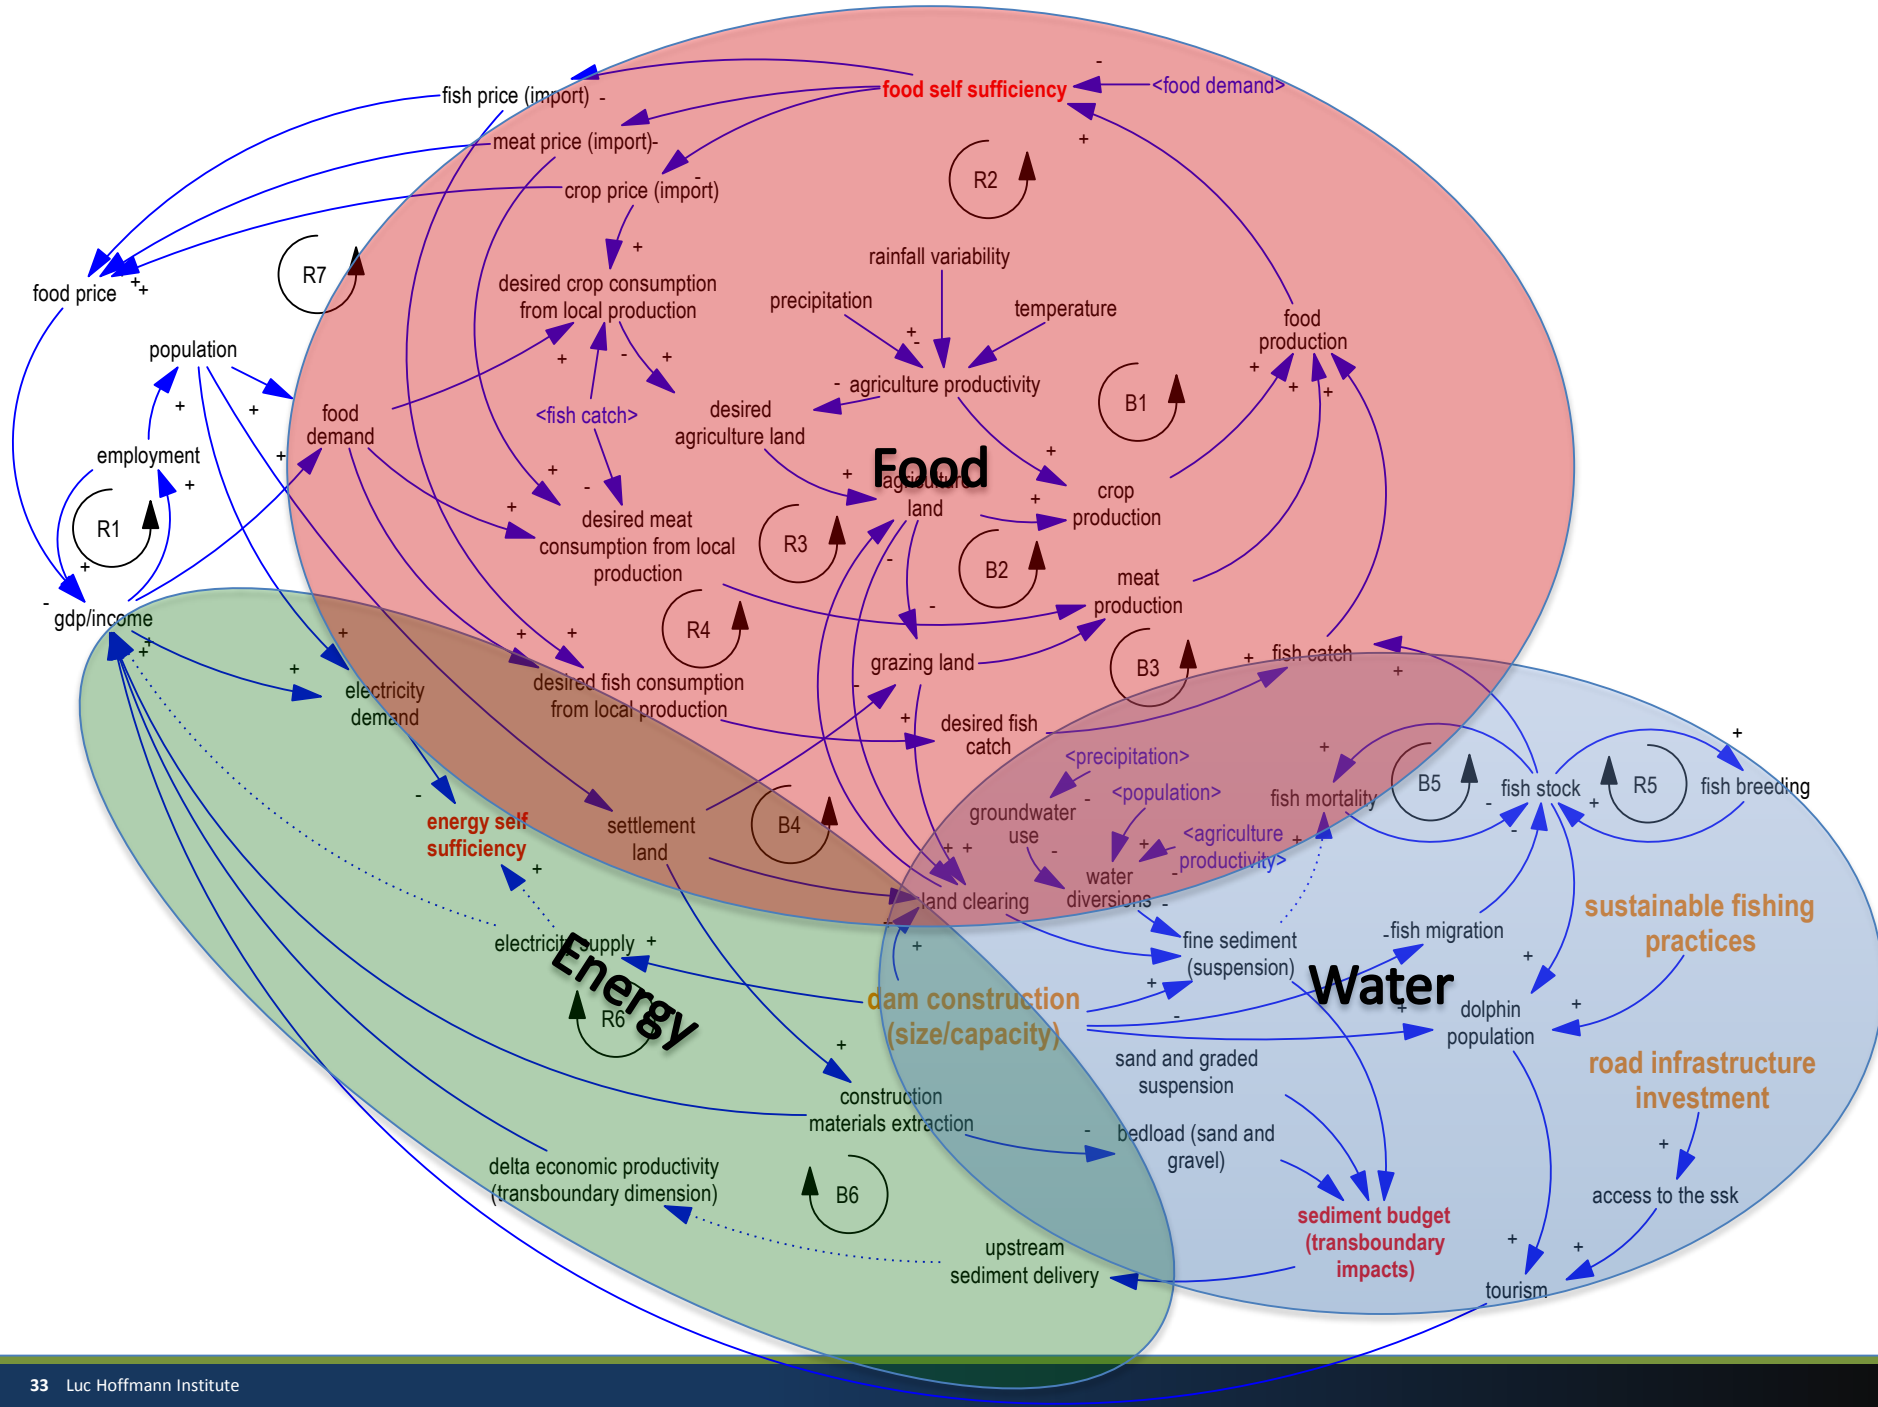 food self sufficiency
<food demand>
fish price (import)
meat price (import)
crop price (import)
R2
R7
food price
desired crop consumption
from local production
rainfall variability
precipitation
temperature
food
production
population
agriculture productivity
B1
food
demand
<fish catch>
desired
agriculture land
employment
Food
agriculture
land
crop
production
R1
R3
B2
desired meat
consumption from local
production
meat
production
gdp/income
R4
B3
fish catch
grazing land
electricity
demand
desired fish consumption
from local production
desired fish
catch
<precipitation>
<population>
groundwater
use
fish mortality
B5
fish stock
R5
fish breeding
energy self
sufficiency
settlement
land
B4
<agriculture
productivity>
water
diversions
land clearing
sustainable fishing
practices
electricity supply
Energy
R6
fine sediment
(suspension)
fish migration
Water
dam construction
(size/capacity)
dolphin
population
sand and graded
suspension
road infrastructure
investment
construction
materials extraction
bedload (sand and
gravel)
delta economic productivity
(transboundary dimension)
B6
access to the ssk
sediment budget
(transboundary
impacts)
upstream
sediment delivery
tourism
33 Luc Hoffmann Institute